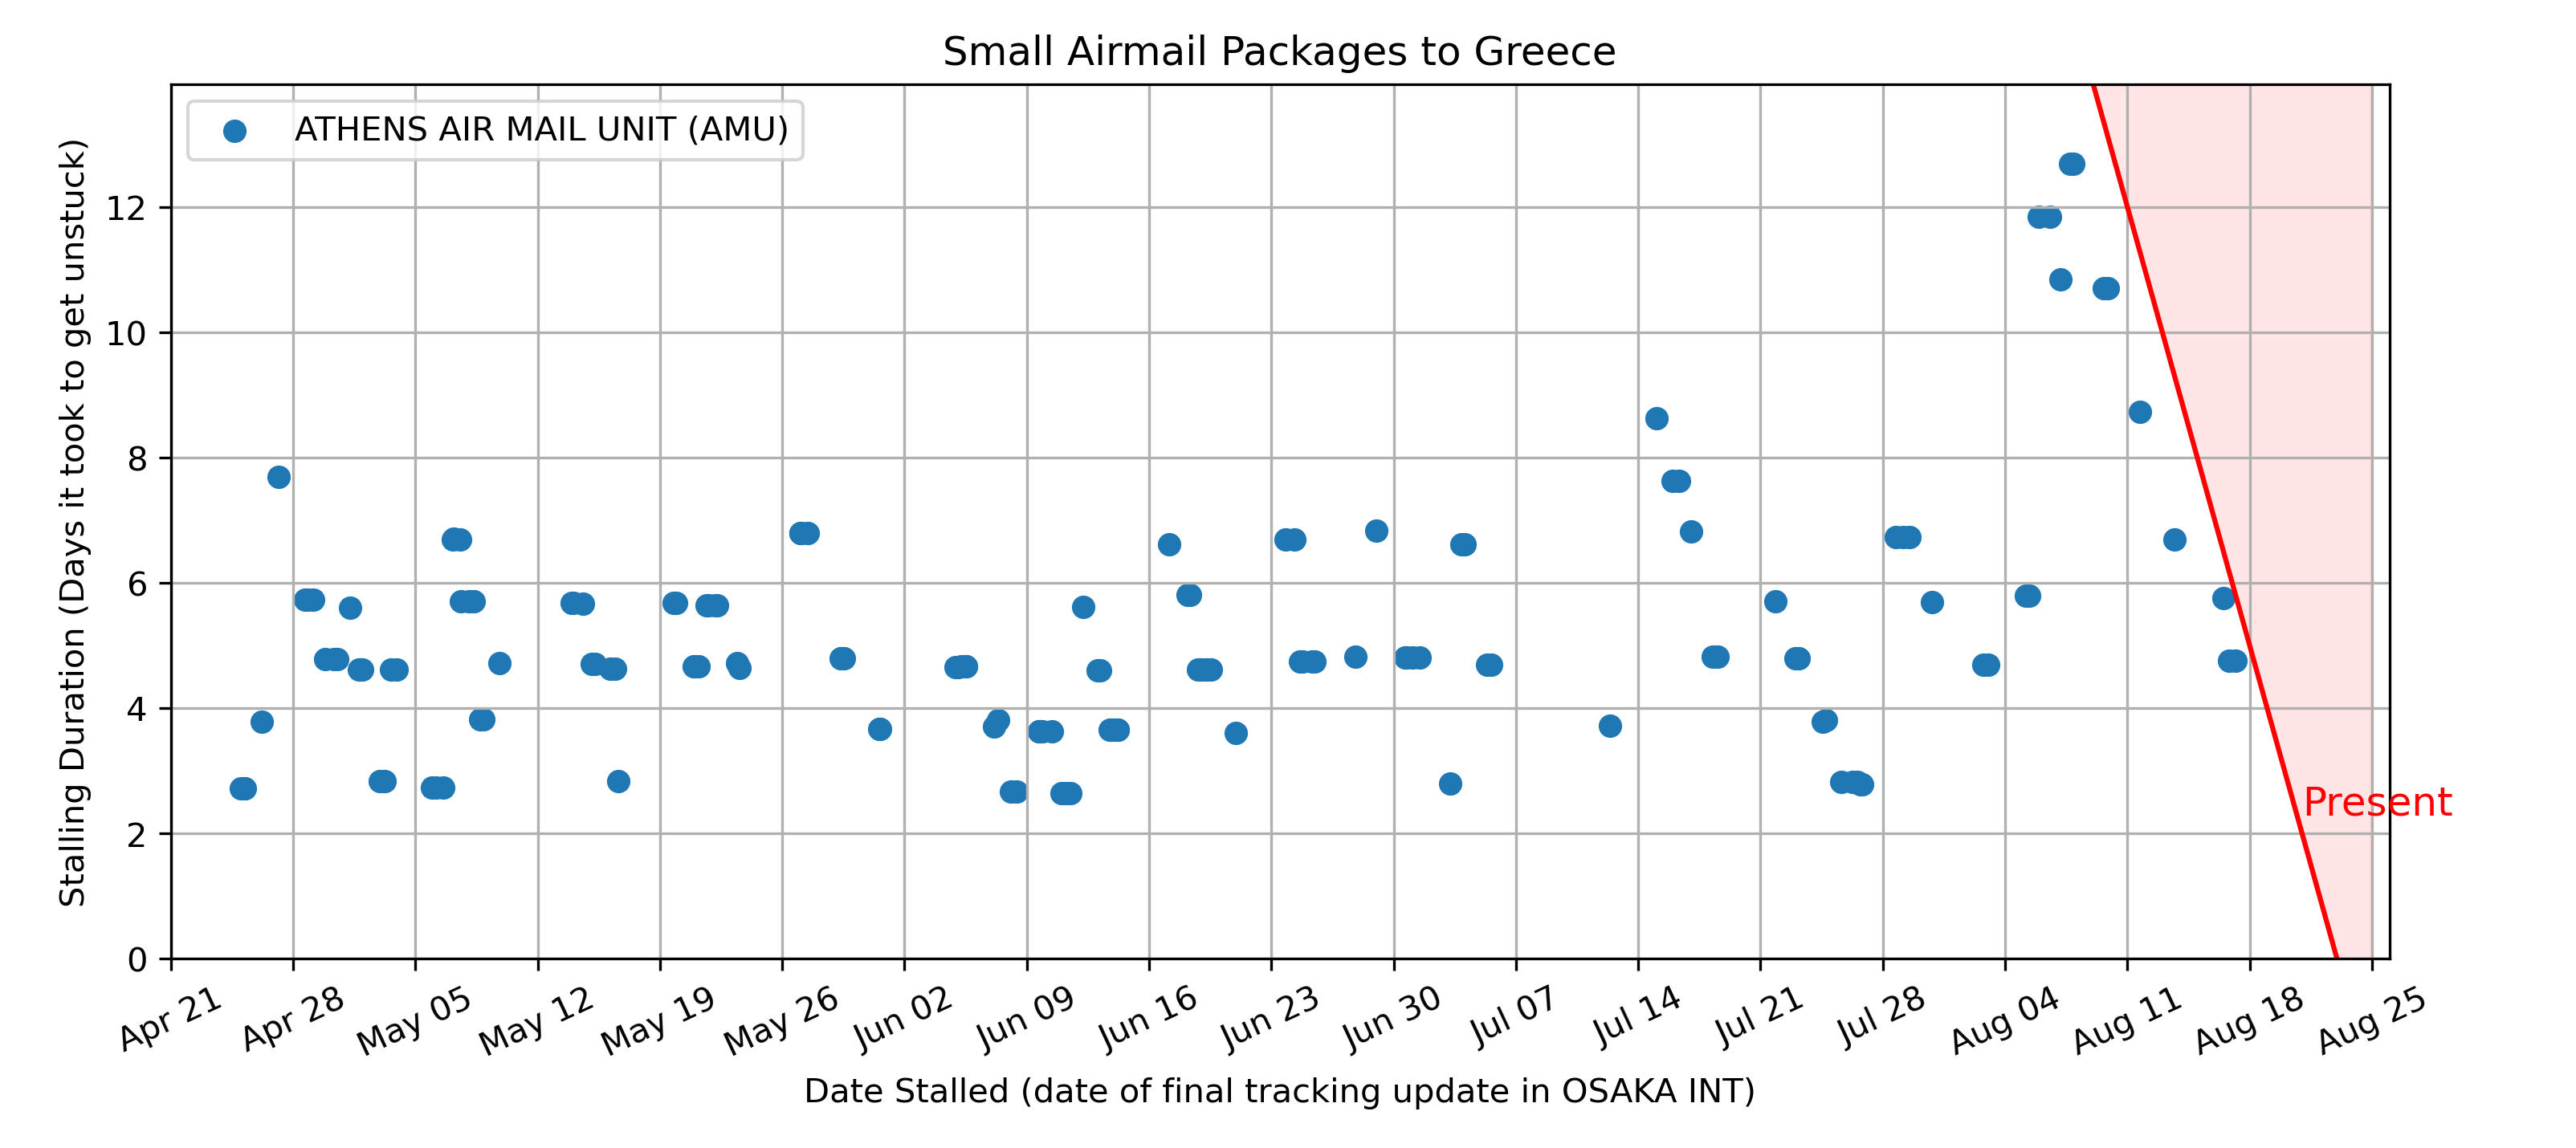 Small Airmail Packages to Greece
ATHENS AIR MAIL UNIT (AMU)
Stalling Duration (Days it took to get unstuck)
12
10
8
6
4
2
0
Present
Apr 21
Apr 28
May 05
May 12
May 19
May 26
Jun 02
Jun 09
Jun 16
Jun 23
Jun 30
Jul 07
Jul 14
Jul 21
Jul 28
Aug 04
Aug 11
Aug 18
Aug 25
Date Stalled (date of final tracking update in OSAKA INT)